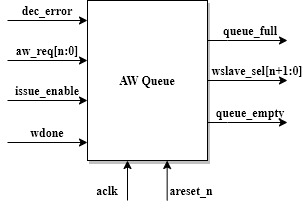 dec_error
aw_req[n:0]
issue_enable
wdone
AW Queue
queue_full
wslave_sel[n+1:0]
queue_empty
aclk
areset_n